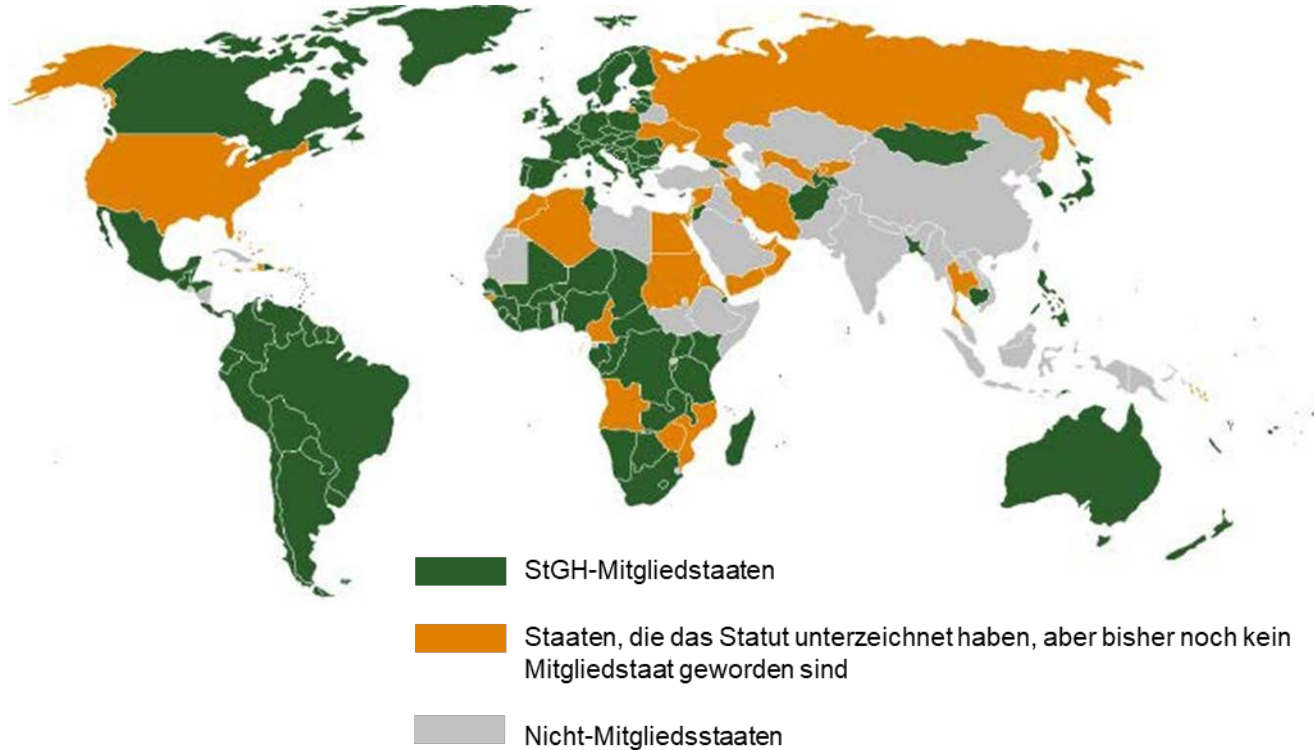 StGH-Mitgliedstaaten
Staaten, die das Statut unterzeichnet haben, aber bisher noch kein
Mitgliedstaat geworden sind
Nicht-Mitgliedsstaaten